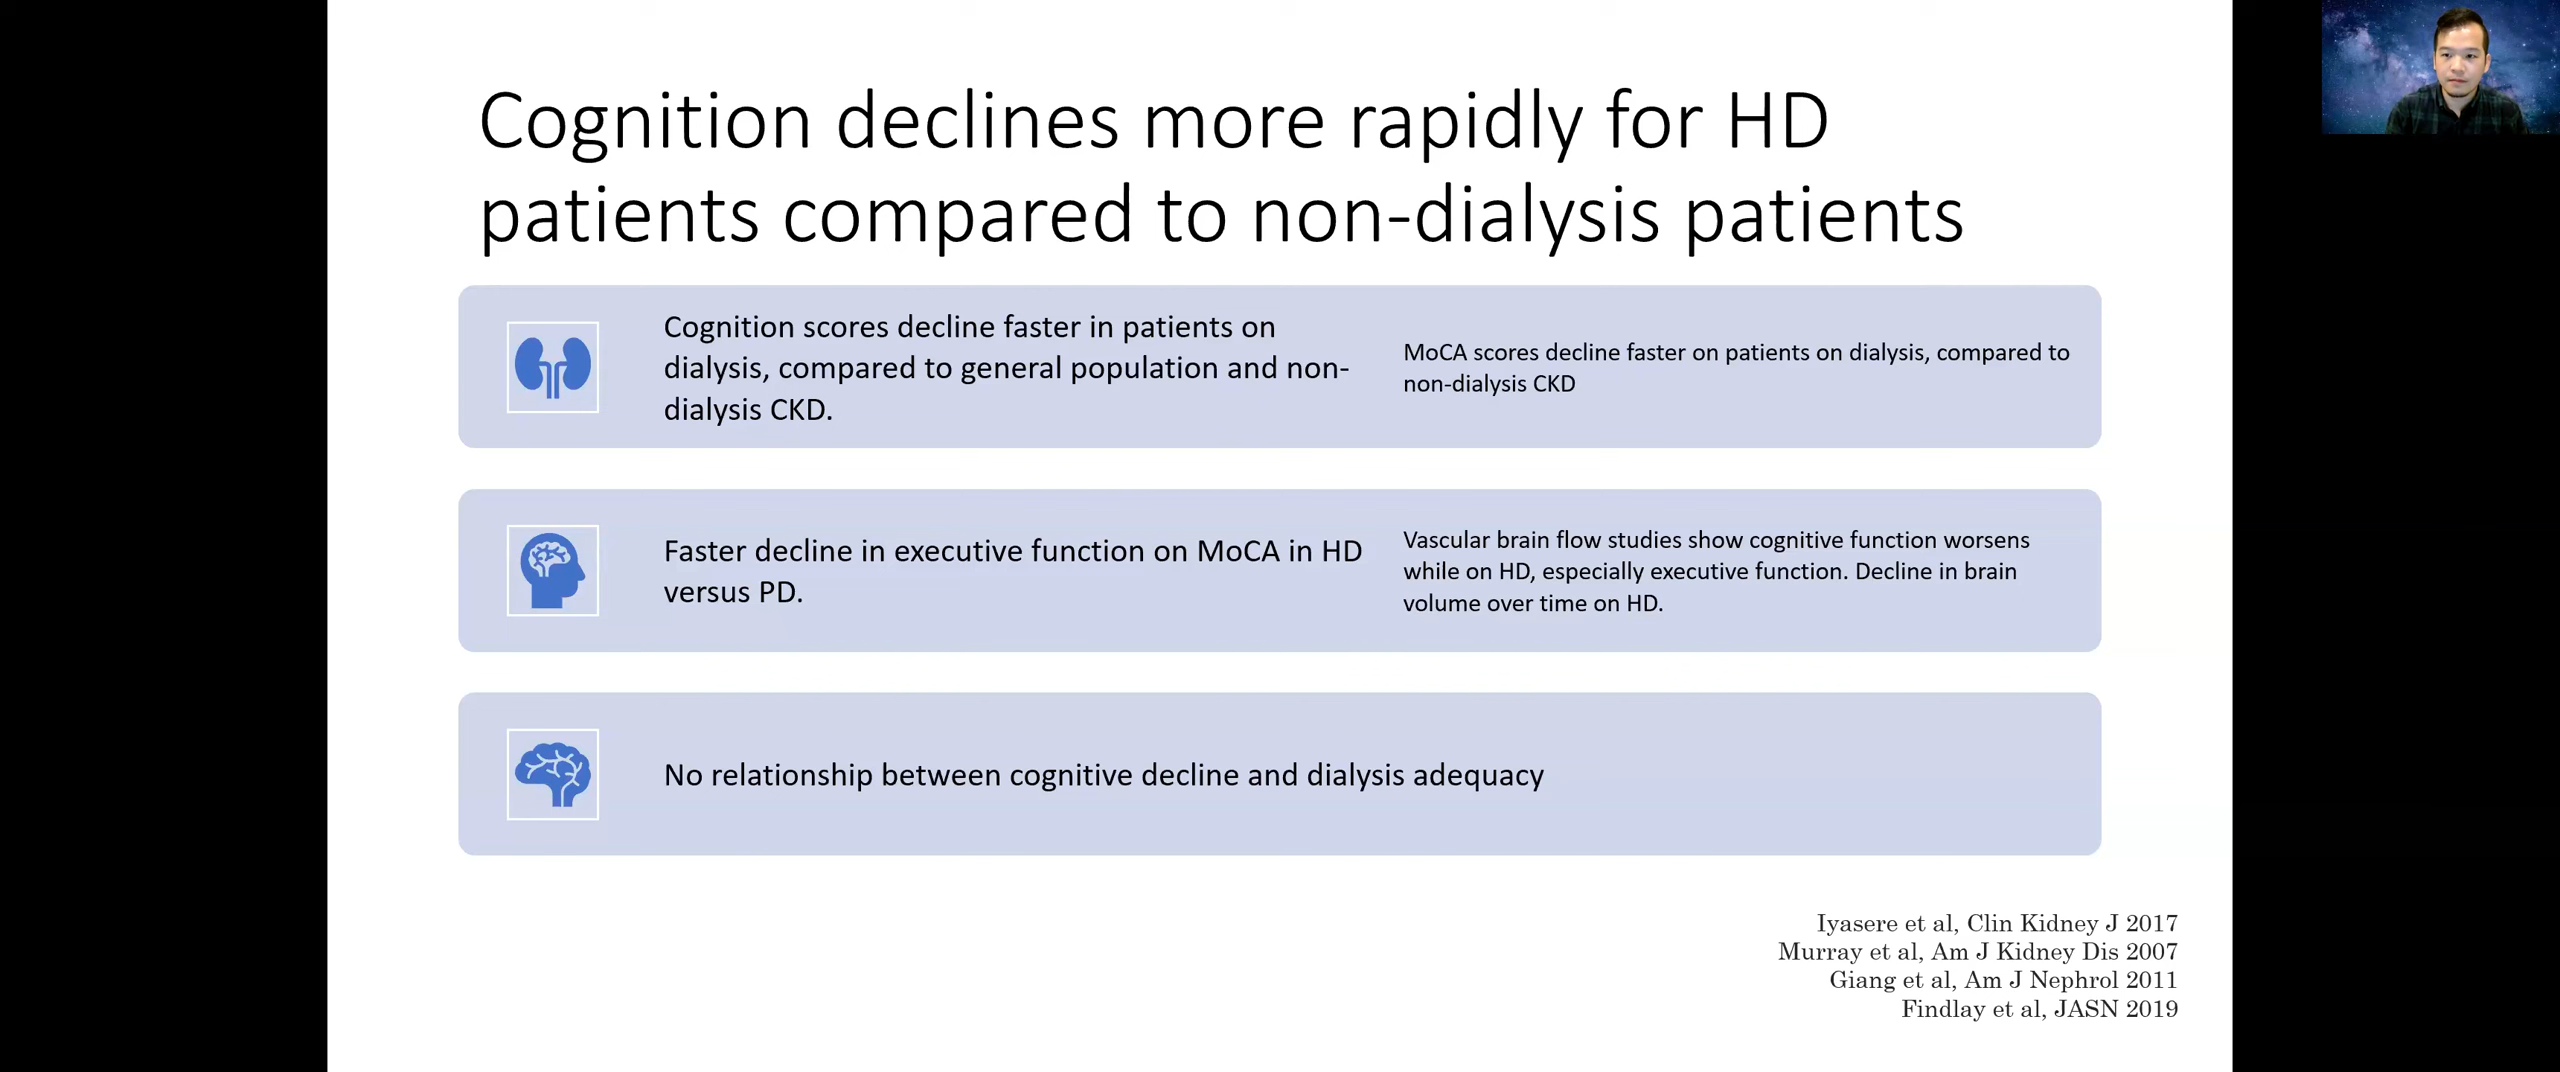 Cognition declines more rapidly for HD
patients compared to non-dialysis patients
Cognition scores decline faster in patients on
dialysis, compared to general population and non-
dialysis CKD.
MoCA scores decline faster on patients on dialysis, compared to
non-dialysis CKD
Faster decline in executive function on MoCA in HD
versus PD.
Vascular brain flow studies show cognitive function worsens
while on HD, especially executive function. Decline in brain
volume over time on HD.
No relationship between cognitive decline and dialysis adequacy
Iyasere et al, Clin Kidney J 2017
Murray et al, Am J Kidney Dis 2007
Giang et al, Am J Nephrol 2011
Findlay et al, JASN 2019